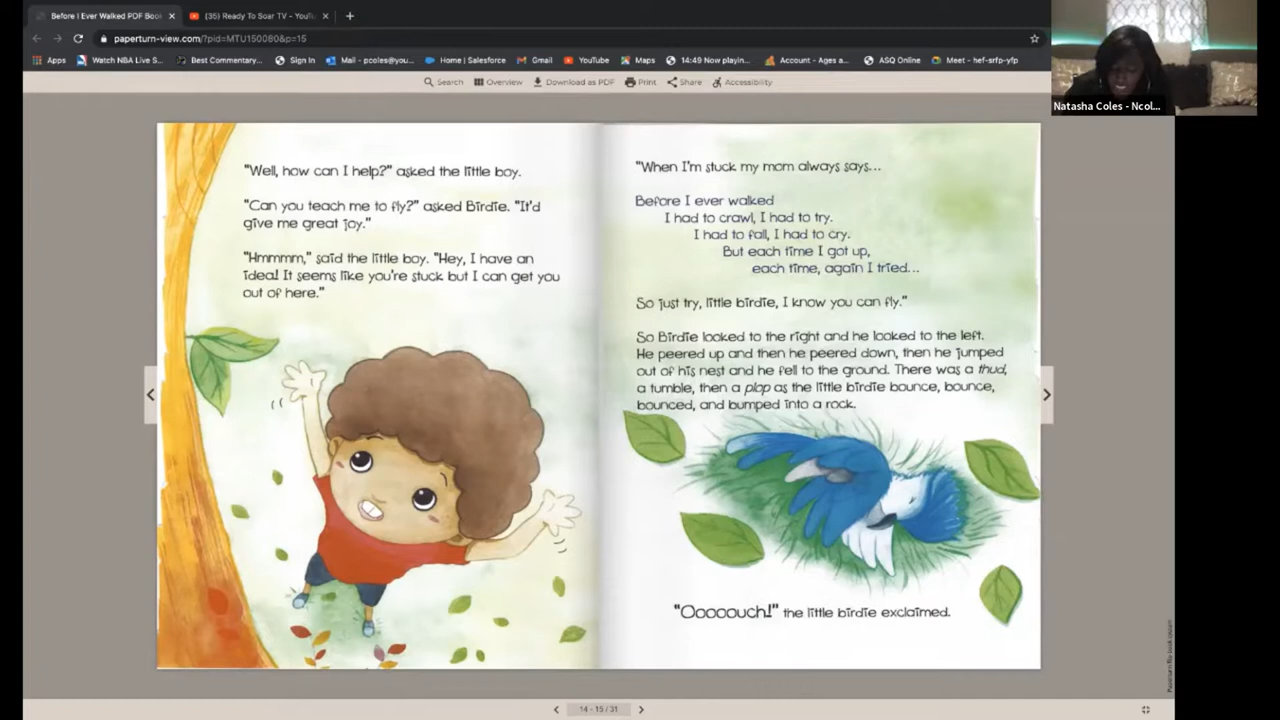 Before I Ever Walked PDF Book
(35) Ready To Soar TV - YouTu
paperturn-view.com/?pid=MTU150080&p=15
Apps Watch NBA Live S... Best Commentary... Sign In Mail - pcoles@you... Home | Salesforce Gmail YouTube Maps 14:49 Now playin... Account - Ages a... ASQ Online Meet - hef-srfp-yfp
Search Overview Download as PDF Print Share Accessibility
Natasha Coles - Ncol...
"Well, how can I help?" asked the little boy.
"Can you teach me to fly?" asked Birdie. "It'd
give me great joy."
"Hmmmm," said the little boy. "Hey, I have an
idea! It seems like you're stuck but I can get you
out of here."
"When I'm stuck my mom always says...
Before I ever walked
I had to crawl, I had to try.
I had to fall, I had to cry.
But each time I got up,
each time, again I tried...
So just try, little birdie, I know you can fly."
So Birdie looked to the right and he looked to the left.
He peered up and then he peered down, then he jumped
out of his nest and he fell to the ground. There was a thud,
a tumble, then a plop as the little birdie bounce, bounce,
bounced, and bumped into a rock.
"Ooooouch!" the little birdie exclaimed.
14 - 15 / 31